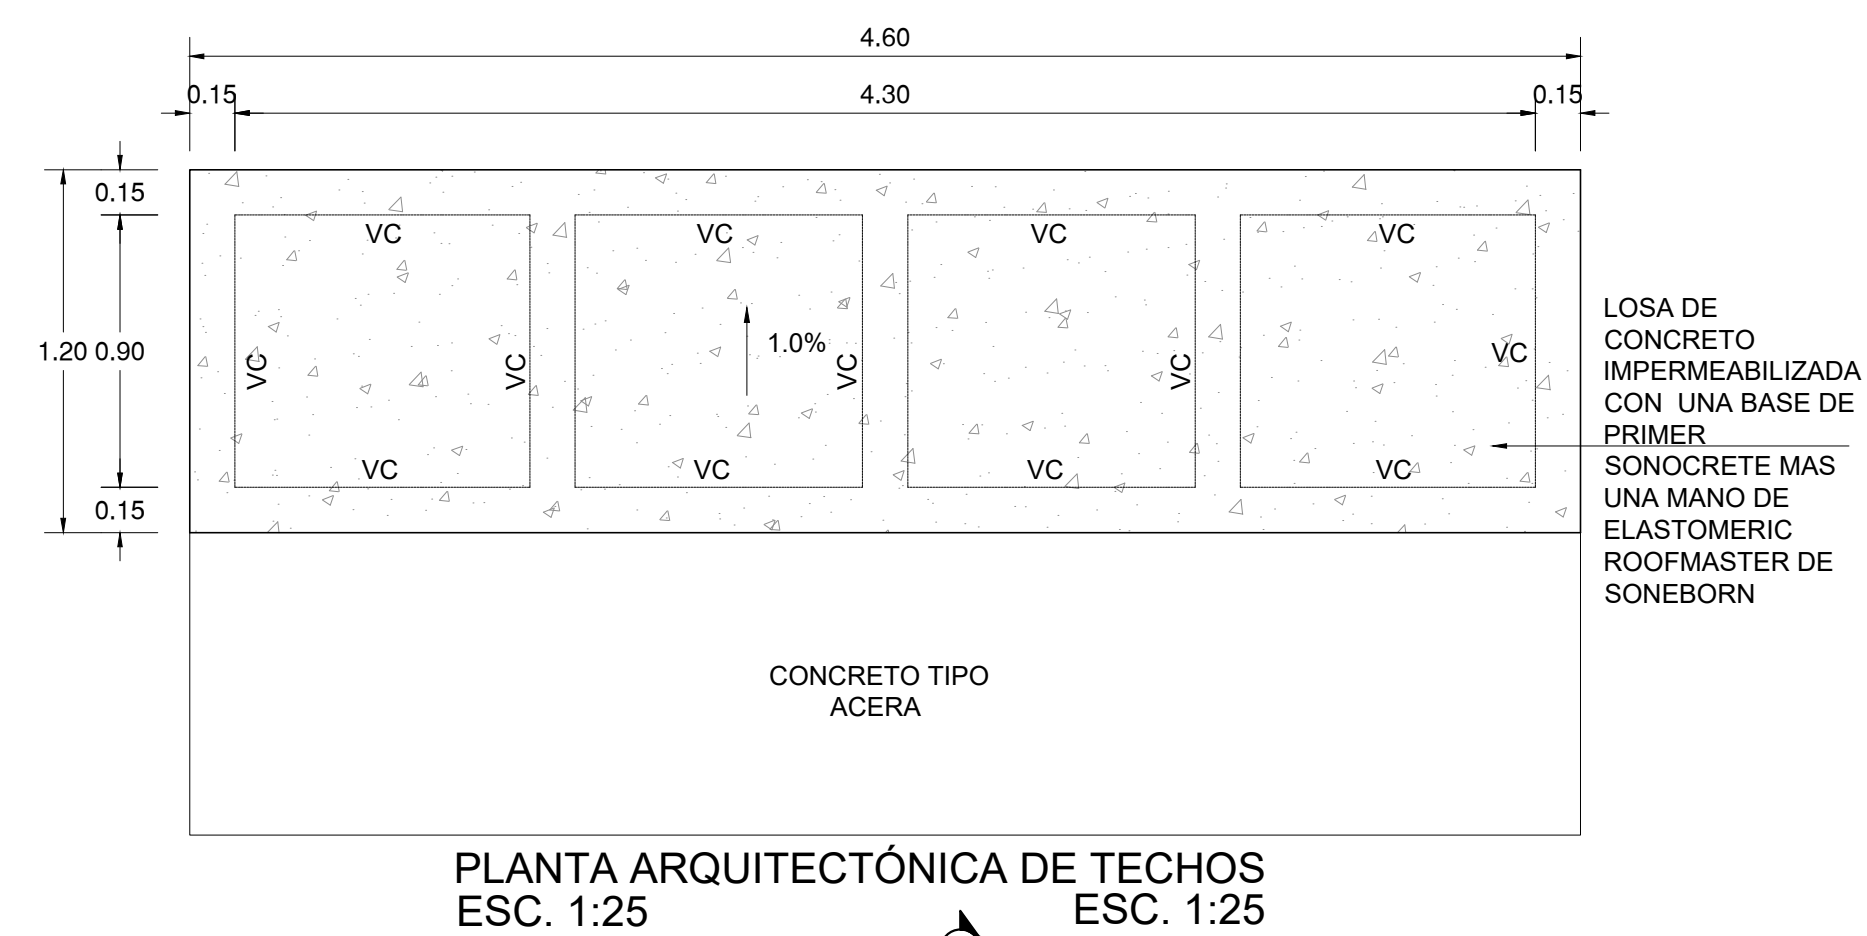 4.60
0.15
4.30
0.15
0.15
VC
VC
VC
VC
1.0%
1.20
0.90
VC
VC
VC
VC
VC
VC
VC
VC
VC
0.15
LOSA DE
CONCRETO
IMPERMEABILIZADA
CON UNA BASE DE
PRIMER
SONOCRETE MAS
UNA MANO DE
ELASTOMERIC
ROOFMASTER DE
SONEBORN
CONCRETO TIPO
ACERA
PLANTA ARQUITECTÓNICA DE TECHOS
ESC. 1:25
ESC. 1:25